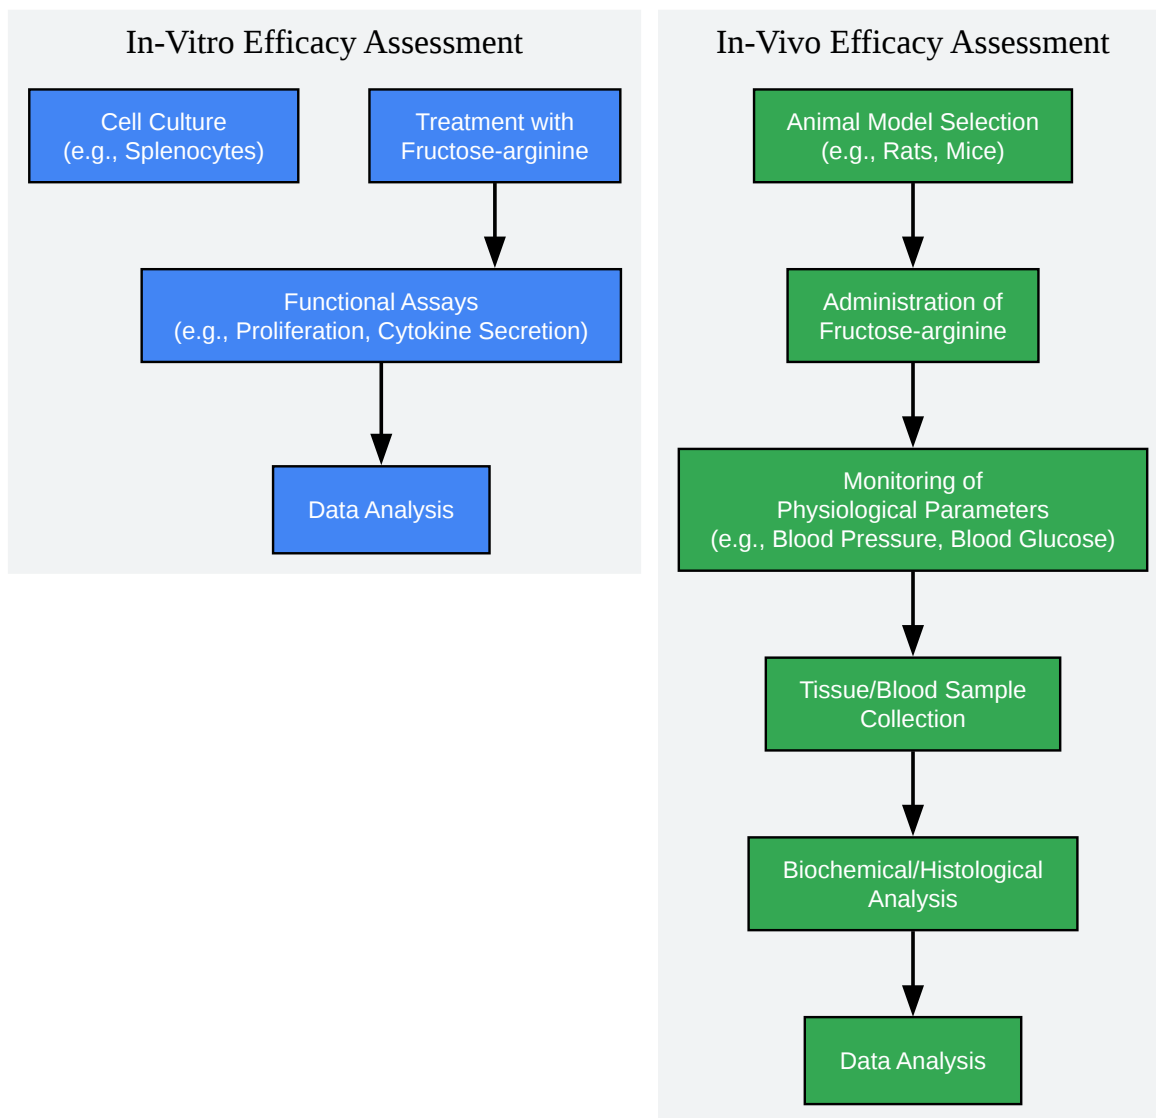 In-Vitro Efficacy Assessment
Cell Culture
(e.g., Splenocytes)
Treatment with
Fructose-arginine
Functional Assays
(e.g., Proliferation, Cytokine Secretion)
Data Analysis
In-Vivo Efficacy Assessment
Animal Model Selection
(e.g., Rats, Mice)
Administration of
Fructose-arginine
Monitoring of
Physiological Parameters
(e.g., Blood Pressure, Blood Glucose)
Tissue/Blood Sample
Collection
Biochemical/Histological
Analysis
Data Analysis